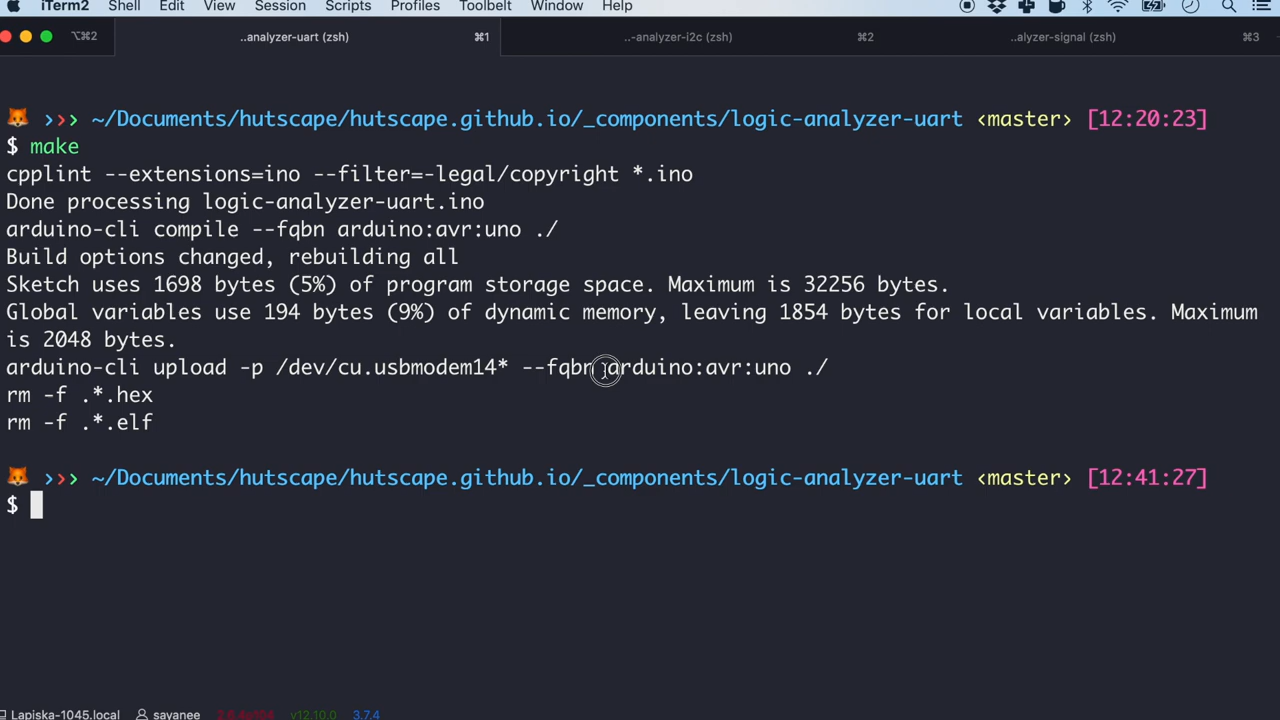 iTerm2 Shell Edit View Session Scripts Profiles Toolbelt Window Help
⌥⌘2 ..analyzer-uart (zsh) ⌘1 ..-analyzer-i2c (zsh) ⌘2 ..alyzer-signal (zsh) ⌘3
››› ~/Documents/hutscape/hutscape.github.io/_components/logic-analyzer-uart ‹master› [12:20:23]
$ make
cpplint --extensions=ino --filter=-legal/copyright *.ino
Done processing logic-analyzer-uart.ino
arduino-cli compile --fqbn arduino:avr:uno ./
Build options changed, rebuilding all
Sketch uses 1698 bytes (5%) of program storage space. Maximum is 32256 bytes.
Global variables use 194 bytes (9%) of dynamic memory, leaving 1854 bytes for local variables. Maximum
is 2048 bytes.
arduino-cli upload -p /dev/cu.usbmodem14* --fqbn arduino:avr:uno ./
rm -f .*.hex
rm -f .*.elf
››› ~/Documents/hutscape/hutscape.github.io/_components/logic-analyzer-uart ‹master› [12:41:27]
$
Lapiska-1045.local sayanee v12.10.0 3.7.4